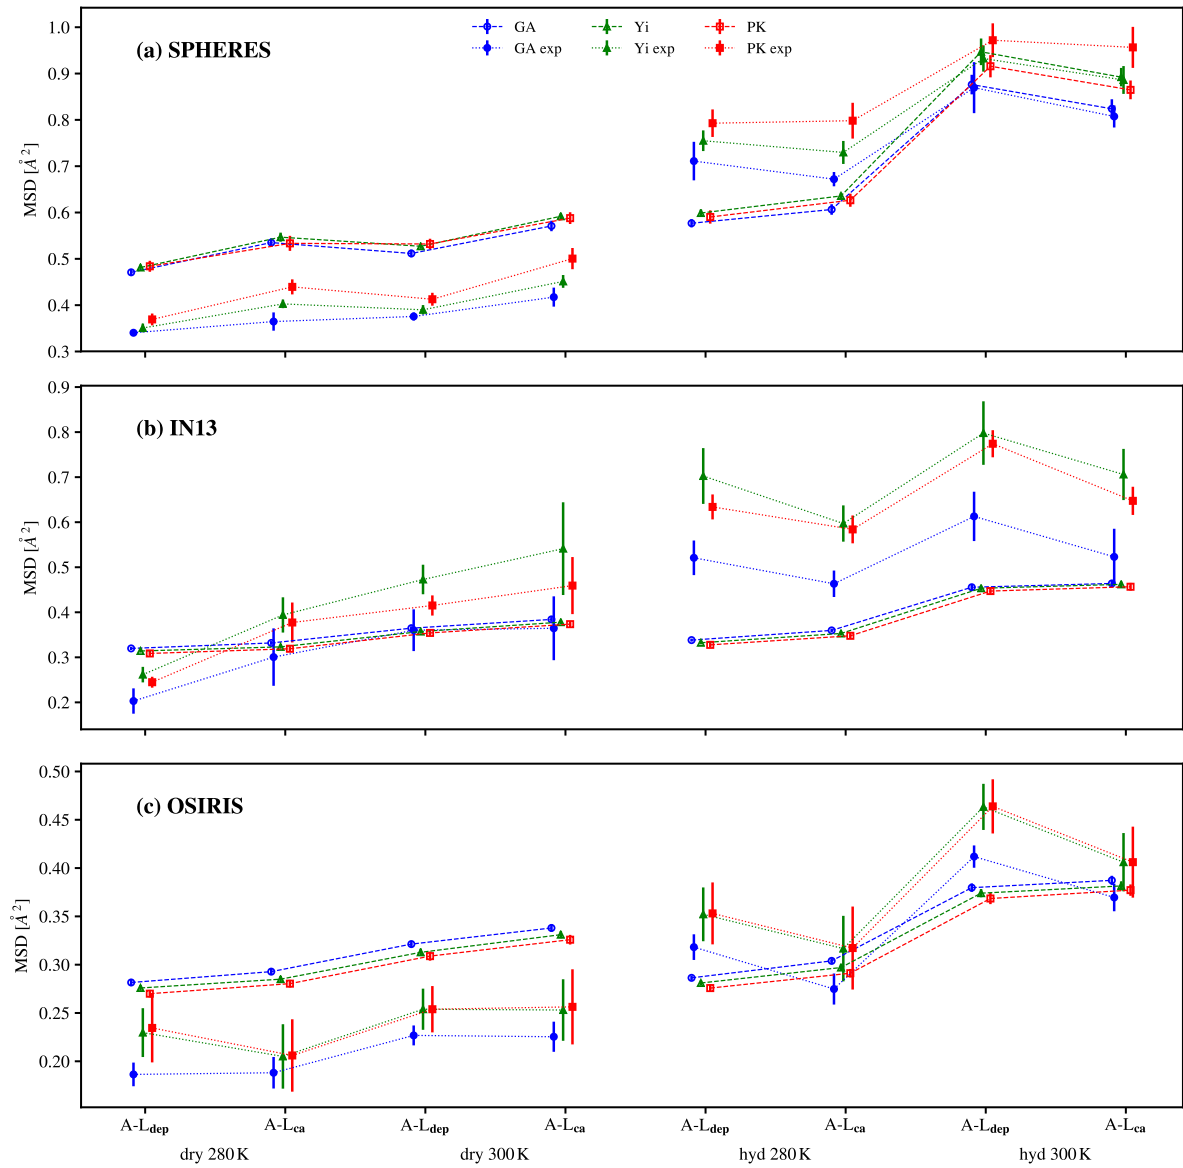 GA Yi PK
GA exp Yi exp PK exp
(a) SPHERES
1.0
0.9
0.8
0.7
0.6
0.5
0.4
0.3
MSD [Å²]
(b) IN13
0.9
0.8
0.7
0.6
0.5
0.4
0.3
0.2
MSD [Å²]
(c) OSIRIS
0.50
0.45
0.40
0.35
0.30
0.25
0.20
MSD [Å²]
A-Ldep A-Lca A-Ldep A-Lca A-Ldep A-Lca A-Ldep A-Lca
dry 280 K dry 300 K hyd 280 K hyd 300 K